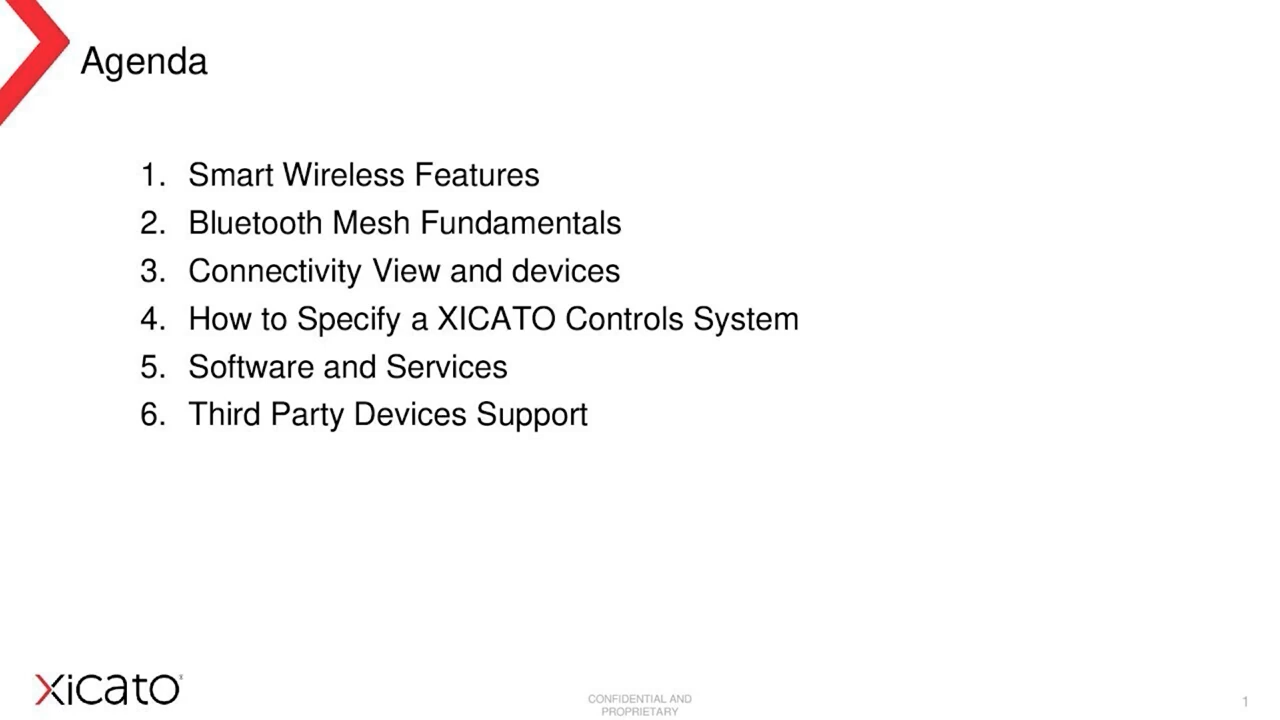 Agenda
1. Smart Wireless Features
2. Bluetooth Mesh Fundamentals
3. Connectivity View and devices
4. How to Specify a XICATO Controls System
5. Software and Services
6. Third Party Devices Support
xicato
CONFIDENTIAL AND
PROPRIETARY
1